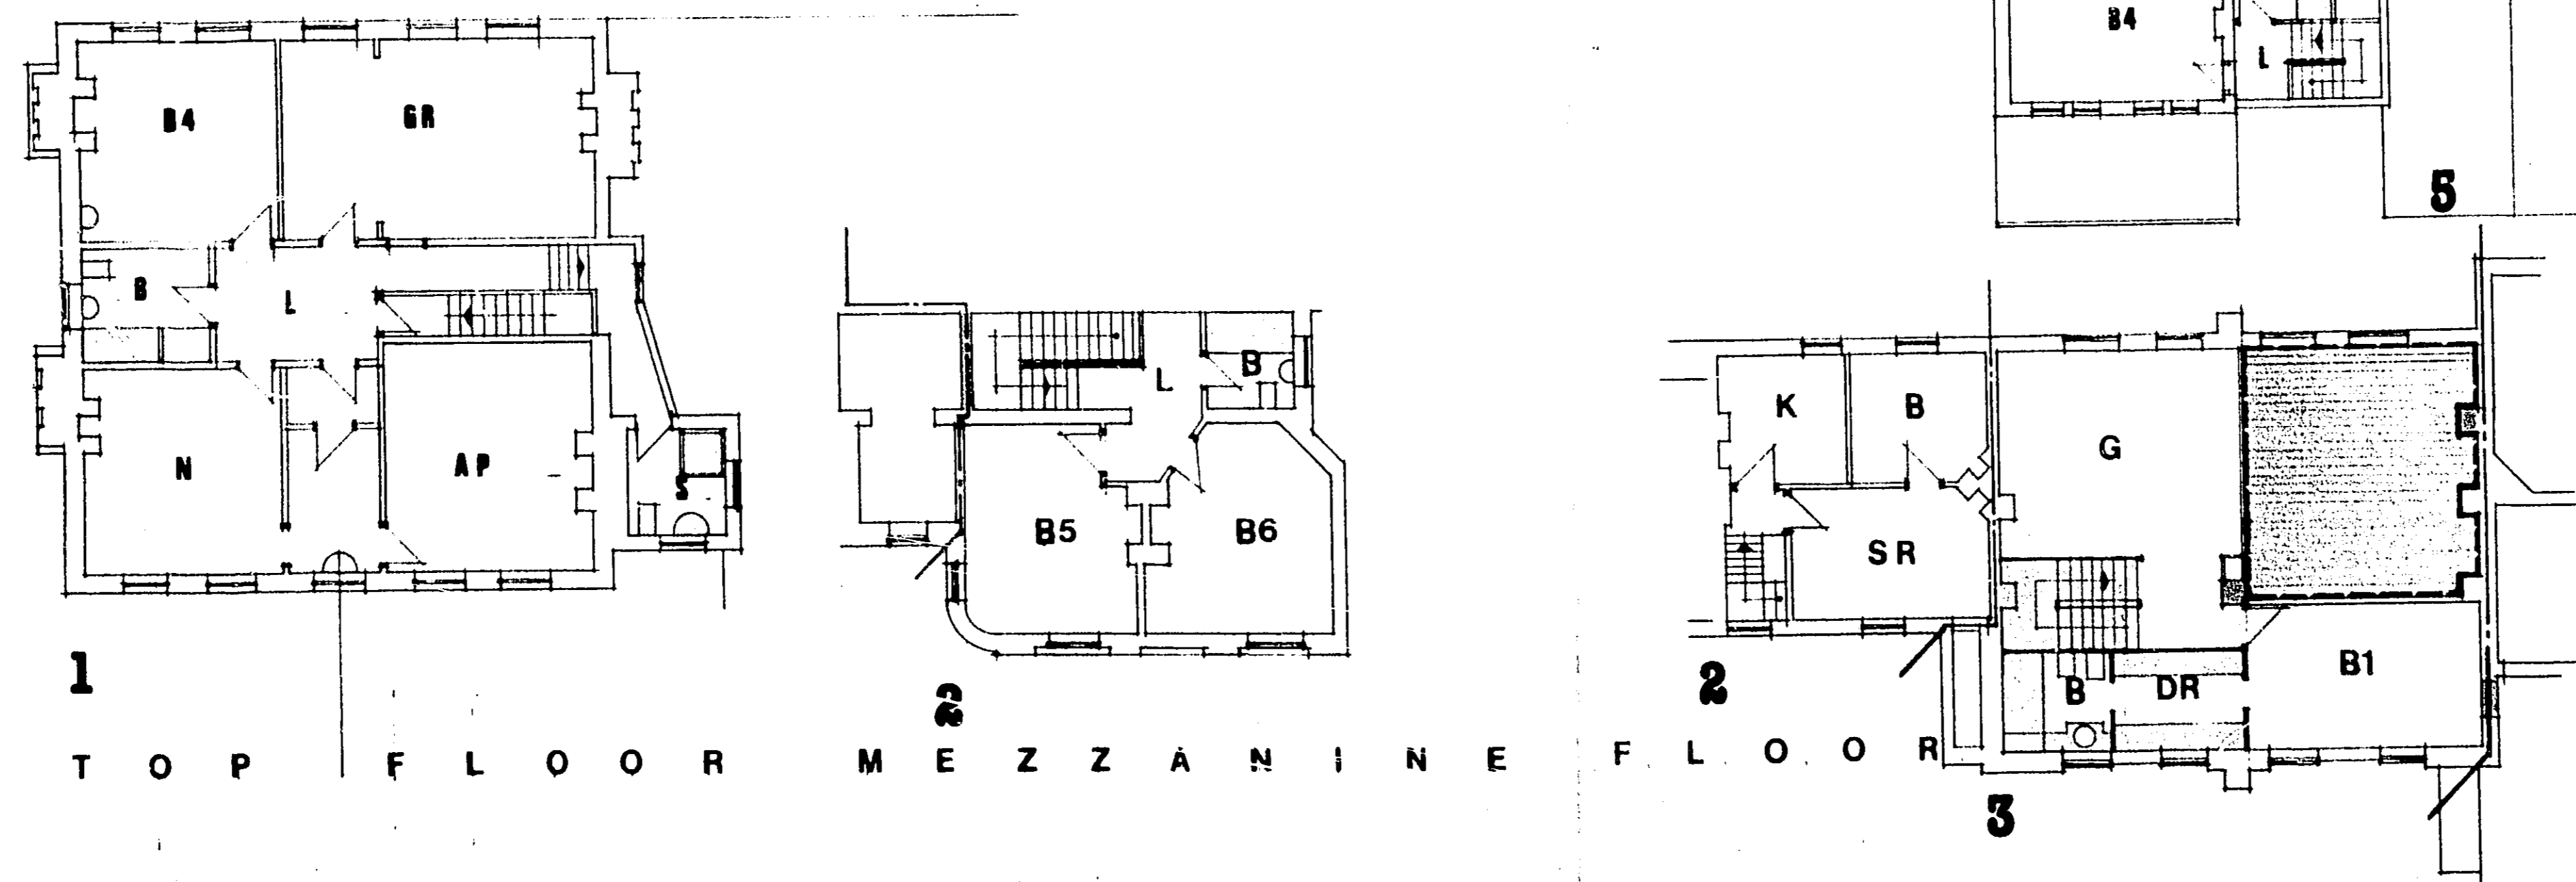 B4 GR
B L
N AP S
1
TOP FLOOR
L B
B5 B6
2
MEZZANINE FLOOR
B4 L
5
K B G
SR
2
B DR B1
3